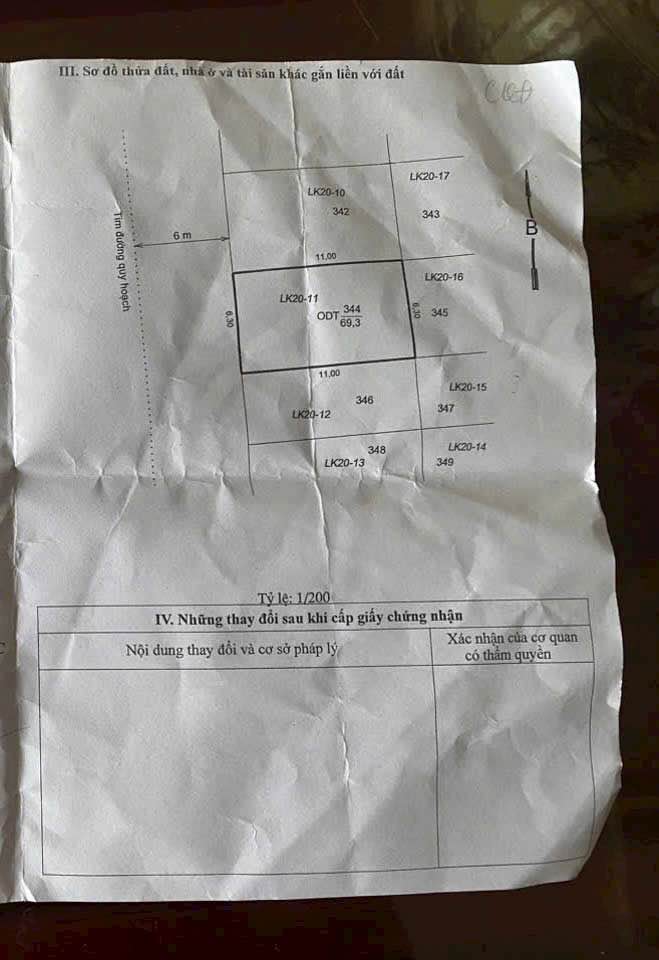 III. Sơ đồ thửa đất, nhà ở và tài sản khác gắn liền với đất
LK20-17
LK20-10
342
343
Tim đường quy hoạch
6 m
B
11,00
LK20-16
LK20-11
6,30
ODT 344
69,3
6,30
345
11,00
LK20-15
346
347
LK20-12
348
LK20-14
LK20-13
349
Tỷ lệ: 1/200
IV. Những thay đổi sau khi cấp giấy chứng nhận
Nội dung thay đổi và cơ sở pháp lý
Xác nhận của cơ quan
có thẩm quyền